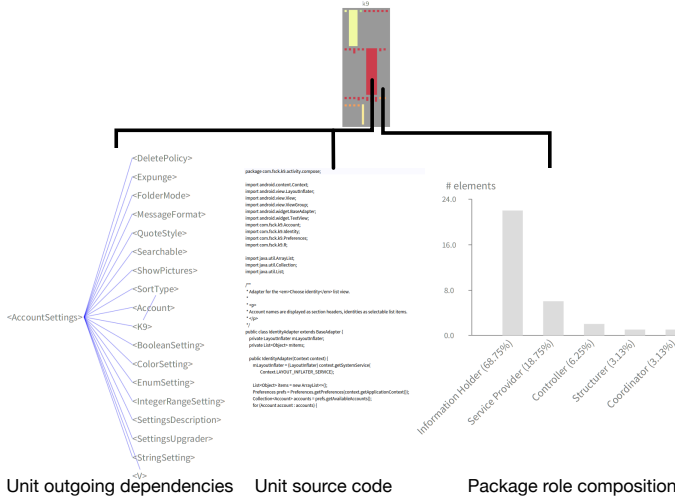 k9
<DeletePolicy>
<Expunge>
<FolderMode>
<MessageFormat>
<QuoteStyle>
<Searchable>
<ShowPictures>
<SortType>
<Account>
<AccountSettings>
<K9>
<BooleanSetting>
<ColorSetting>
<EnumSetting>
<IntegerRangeSetting>
<SettingsDescription>
<SettingsUpgrader>
<StringSetting>
<V>
Unit outgoing dependencies
package com.fsck.k9.activity.compose;
import android.content.Context;
import android.view.LayoutInflater;
import android.view.View;
import android.view.ViewGroup;
import android.widget.BaseAdapter;
import android.widget.TextView;
import com.fsck.k9.Account;
import com.fsck.k9.Identity;
import com.fsck.k9.Preferences;
import com.fsck.k9.R;
import java.util.ArrayList;
import java.util.Collection;
import java.util.List;
/**
* Adapter for the <em>Choose identity</em> list view.
*
* <p>
* Account names are displayed as section headers, identities as selectable list items.
* </p>
*/
public class IdentityAdapter extends BaseAdapter {
private LayoutInflater mLayoutInflater;
private List<Object> mItems;
public IdentityAdapter(Context context) {
mLayoutInflater = (LayoutInflater) context.getSystemService(
Context.LAYOUT_INFLATER_SERVICE);
List<Object> items = new ArrayList<>();
Preferences prefs = Preferences.getPreferences(context.getApplicationContext());
Collection<Account> accounts = prefs.getAvailableAccounts();
for (Account account : accounts) {
Unit source code
# elements
24.0
16.0
8.0
0.0
Information Holder (68.75%)
Service Provider (18.75%)
Controller (6.25%)
Structurer (3.13%)
Coordinator (3.13%)
Package role composition